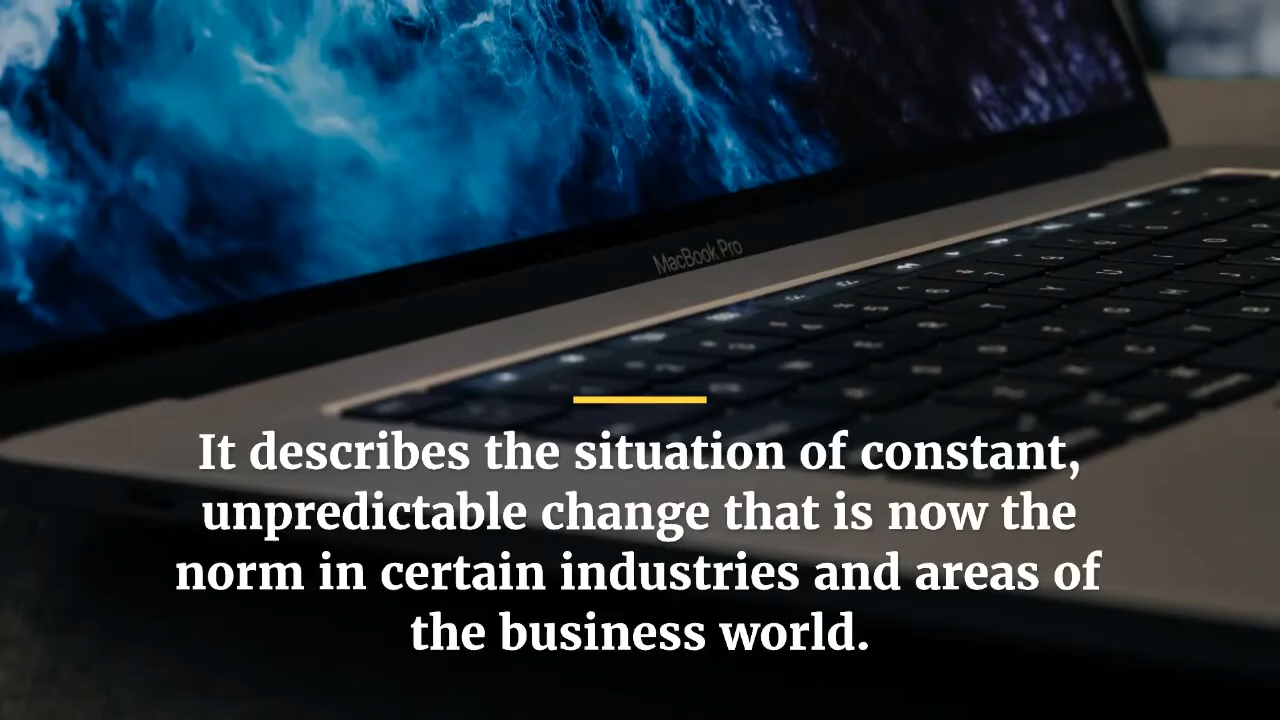 MacBook Pro
It describes the situation of constant,
unpredictable change that is now the
norm in certain industries and areas of
the business world.